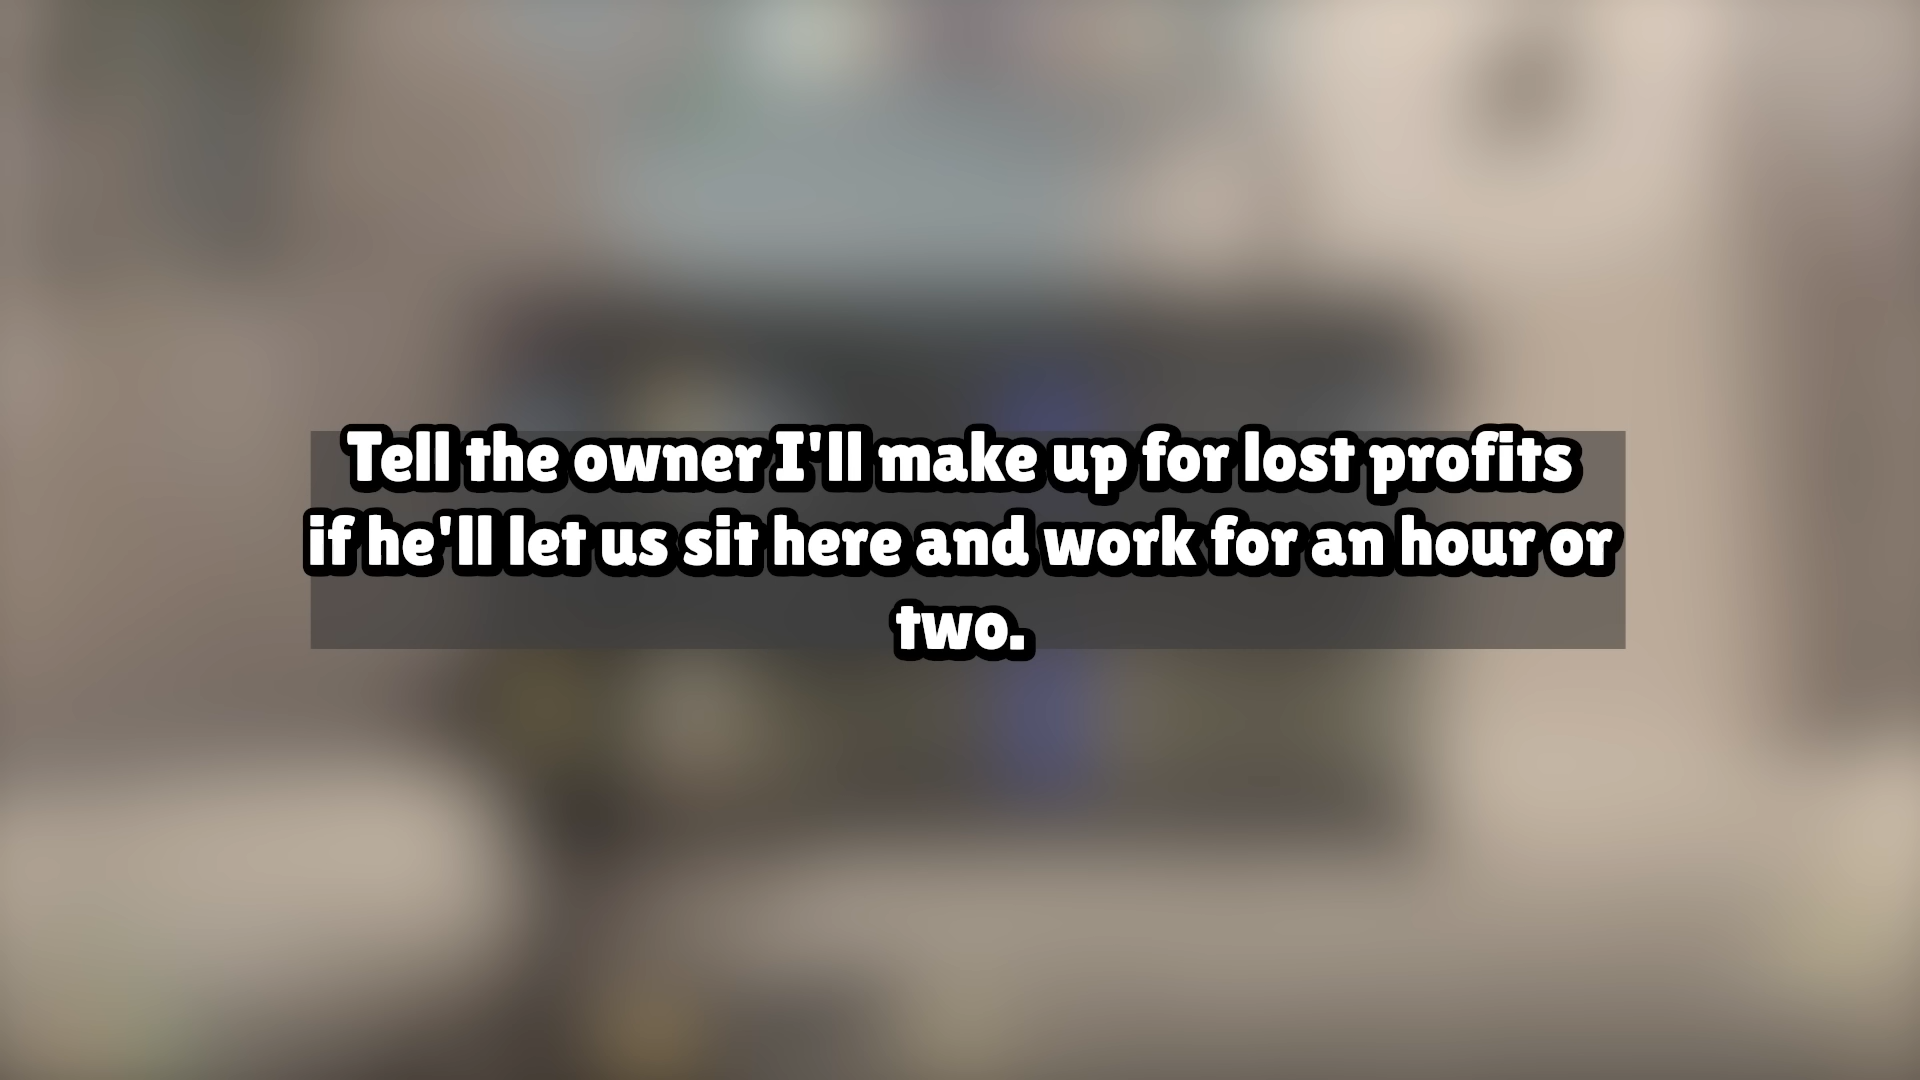 Tell the owner I'll make up for lost profits
if he'll let us sit here and work for an hour or
two.